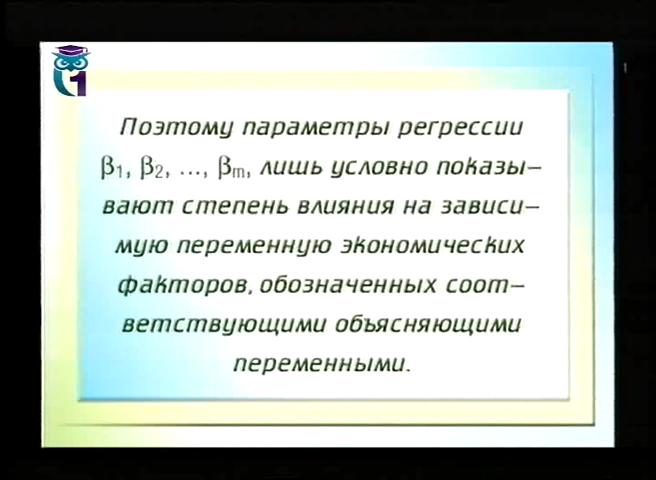 1
Поэтому параметры регрессии
β₁, β₂, ..., βₘ, лишь условно показы-
вают степень влияния на зависи-
мую переменную экономических
факторов, обозначенных соот-
ветствующими объясняющими
переменными.